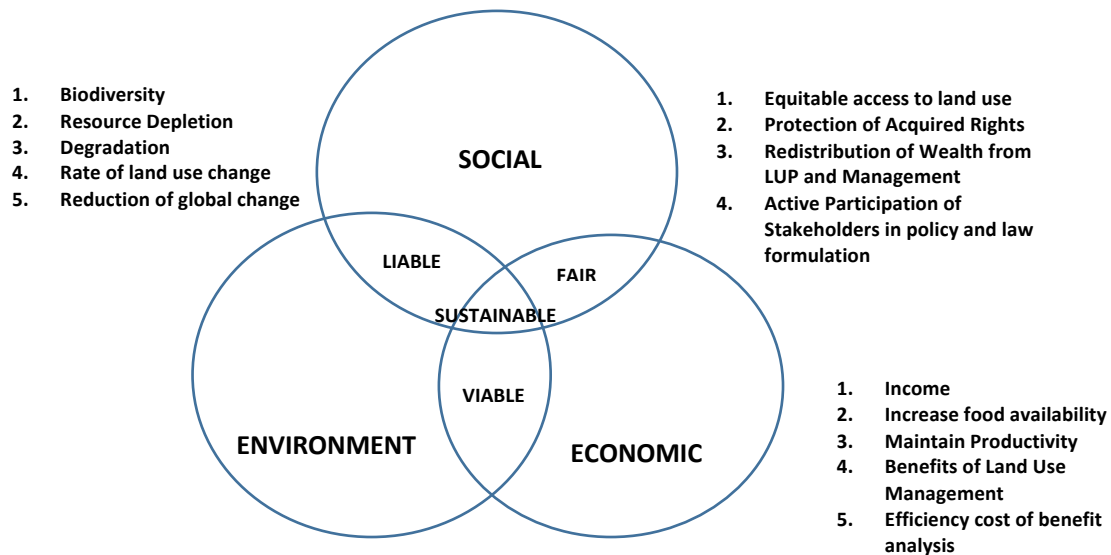 1. Biodiversity
2. Resource Depletion
3. Degradation
4. Rate of land use change
5. Reduction of global change
SOCIAL
1. Equitable access to land use
2. Protection of Acquired Rights
3. Redistribution of Wealth from
LUP and Management
4. Active Participation of
Stakeholders in policy and law
formulation
LIABLE
FAIR
SUSTAINABLE
VIABLE
ENVIRONMENT
ECONOMIC
1. Income
2. Increase food availability
3. Maintain Productivity
4. Benefits of Land Use
Management
5. Efficiency cost of benefit
analysis